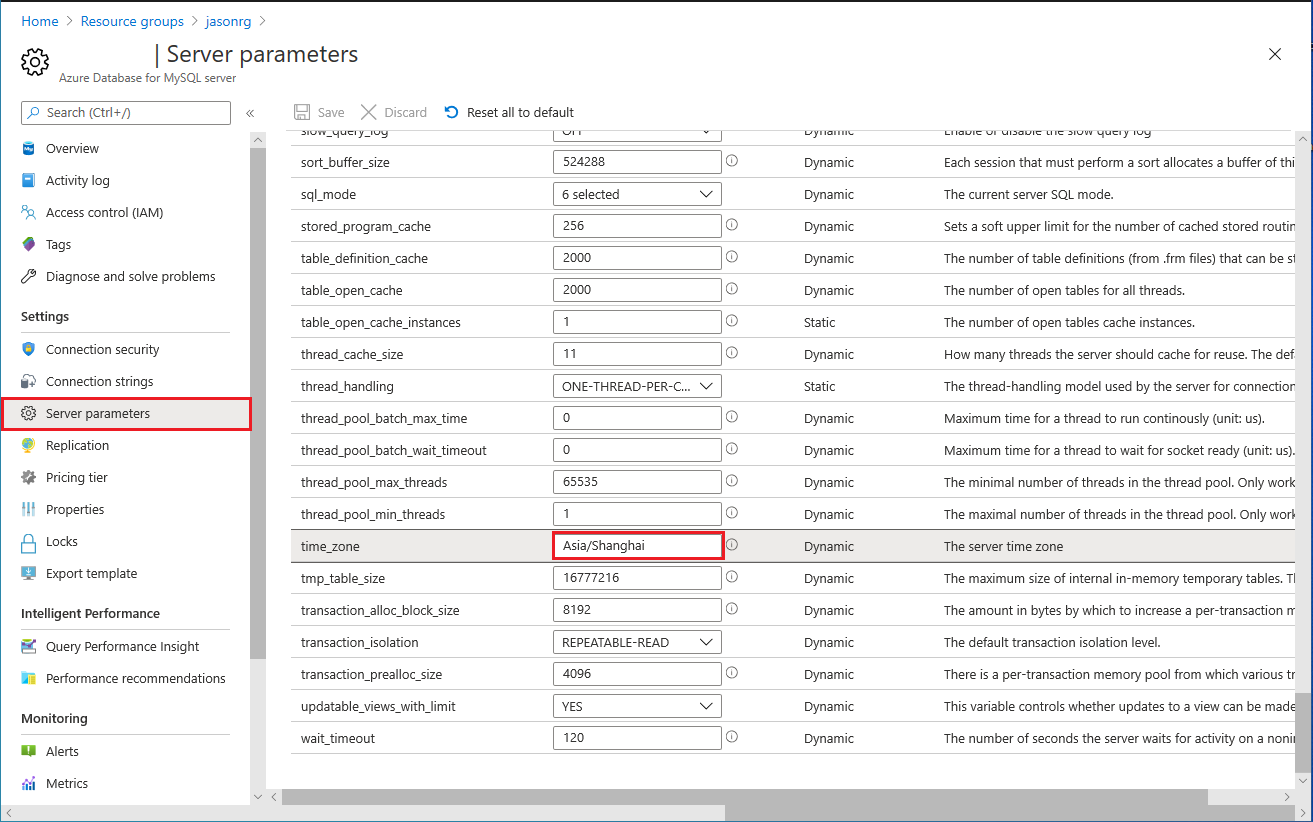 Home > Resource groups > jasonrg >
| Server parameters
Azure Database for MySQL server
Search (Ctrl+/)
«
Save
Discard
Reset all to default
Overview
Activity log
Access control (IAM)
Tags
Diagnose and solve problems
Settings
Connection security
Connection strings
Server parameters
Replication
Pricing tier
Properties
Locks
Export template
Intelligent Performance
Query Performance Insight
Performance recommendations
Monitoring
Alerts
Metrics
slow_query_log OFF Dynamic Enable or disable the slow query log
sort_buffer_size 524288 Dynamic Each session that must perform a sort allocates a buffer of thi
sql_mode 6 selected Dynamic The current server SQL mode.
stored_program_cache 256 Dynamic Sets a soft upper limit for the number of cached stored routin
table_definition_cache 2000 Dynamic The number of table definitions (from .frm files) that can be st
table_open_cache 2000 Dynamic The number of open tables for all threads.
table_open_cache_instances 1 Static The number of open tables cache instances.
thread_cache_size 11 Dynamic How many threads the server should cache for reuse. The defa
thread_handling ONE-THREAD-PER-C... Static The thread-handling model used by the server for connection
thread_pool_batch_max_time 0 Dynamic Maximum time for a thread to run continously (unit: us).
thread_pool_batch_wait_timeout 0 Dynamic Maximum time for a thread to wait for socket ready (unit: us).
thread_pool_max_threads 65535 Dynamic The minimal number of threads in the thread pool. Only work
thread_pool_min_threads 1 Dynamic The maximal number of threads in the thread pool. Only work
time_zone Asia/Shanghai Dynamic The server time zone
tmp_table_size 16777216 Dynamic The maximum size of internal in-memory temporary tables. Th
transaction_alloc_block_size 8192 Dynamic The amount in bytes by which to increase a per-transaction m
transaction_isolation REPEATABLE-READ Dynamic The default transaction isolation level.
transaction_prealloc_size 4096 Dynamic There is a per-transaction memory pool from which various tr
updatable_views_with_limit YES Dynamic This variable controls whether updates to a view can be made
wait_timeout 120 Dynamic The number of seconds the server waits for activity on a nonin